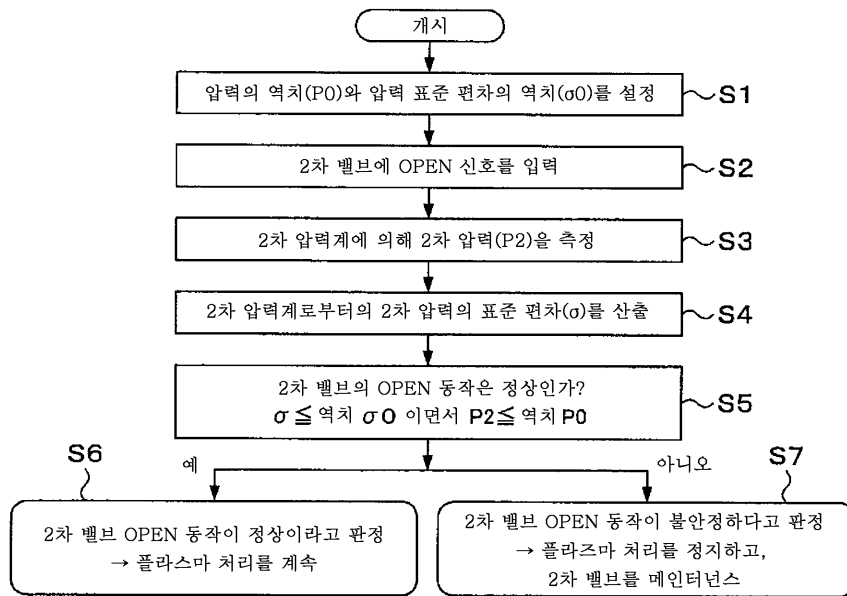 개시
압력의 역치(P0)와 압력 표준 편차의 역치(σ0)를 설정
S1
2차 밸브에 OPEN 신호를 입력
S2
2차 압력계에 의해 2차 압력(P2)을 측정
S3
2차 압력계로부터의 2차 압력의 표준 편차(σ)를 산출
S4
2차 밸브의 OPEN 동작은 정상인가?
σ ≦ 역치 σ0 이면서 P2 ≦ 역치 P0
S5
S6
예
2차 밸브 OPEN 동작이 정상이라고 판정
→ 플라스마 처리를 계속
아니오
S7
2차 밸브 OPEN 동작이 불안정하다고 판정
→ 플라즈마 처리를 정지하고,
2차 밸브를 메인터넌스